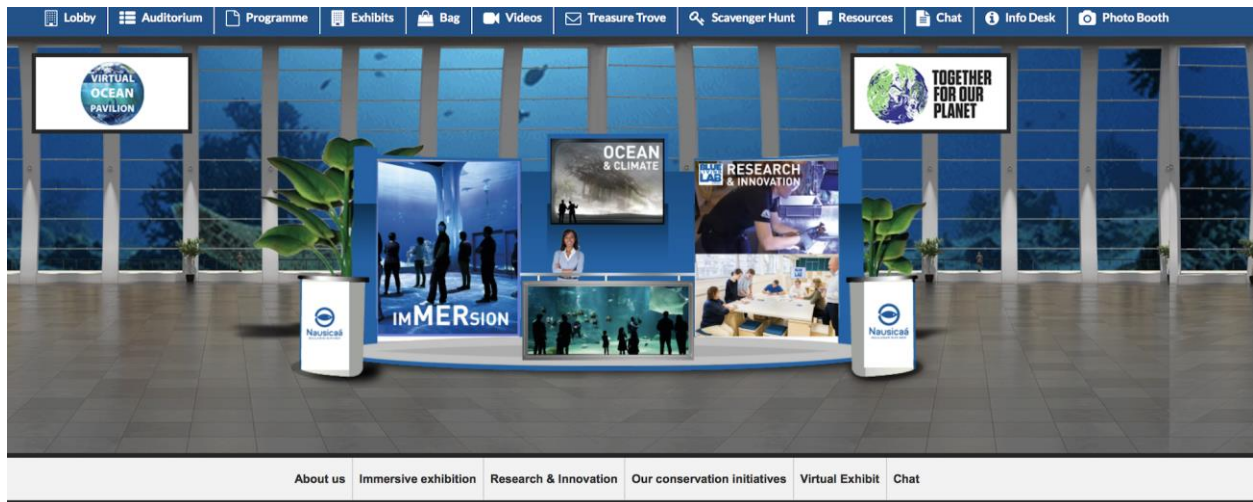 Lobby
Auditorium
Programme
Exhibits
Bag
Videos
Treasure Trove
Scavenger Hunt
Resources
Chat
Info Desk
Photo Booth
VIRTUAL
OCEAN
PAVILION
TOGETHER
FOR OUR
PLANET
OCEAN
& CLIMATE
RESEARCH
& INNOVATION
IMMERSION
Nausicaá
Nausicaá
About us
Immersive exhibition
Research & Innovation
Our conservation initiatives
Virtual Exhibit
Chat